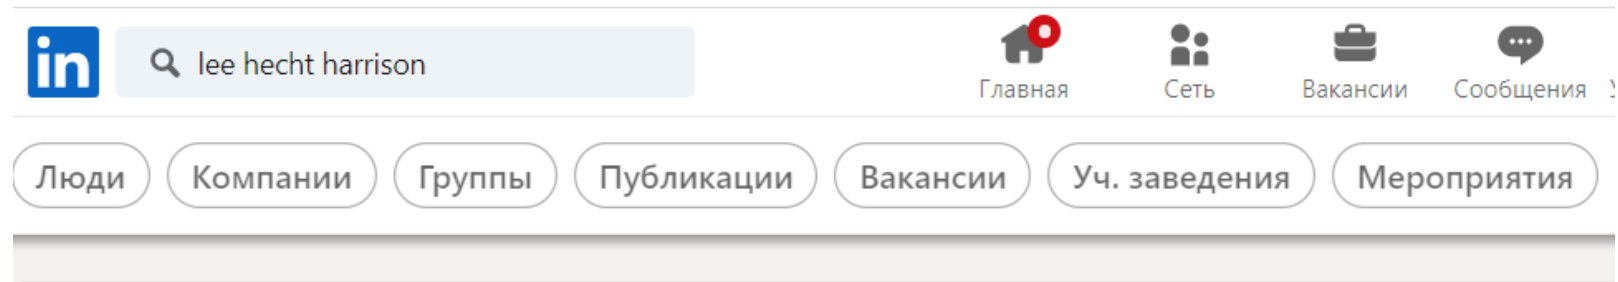 in
lee hecht harrison
Главная Сеть Вакансии Сообщения
Люди Компании Группы Публикации Вакансии Уч. заведения Мероприятия